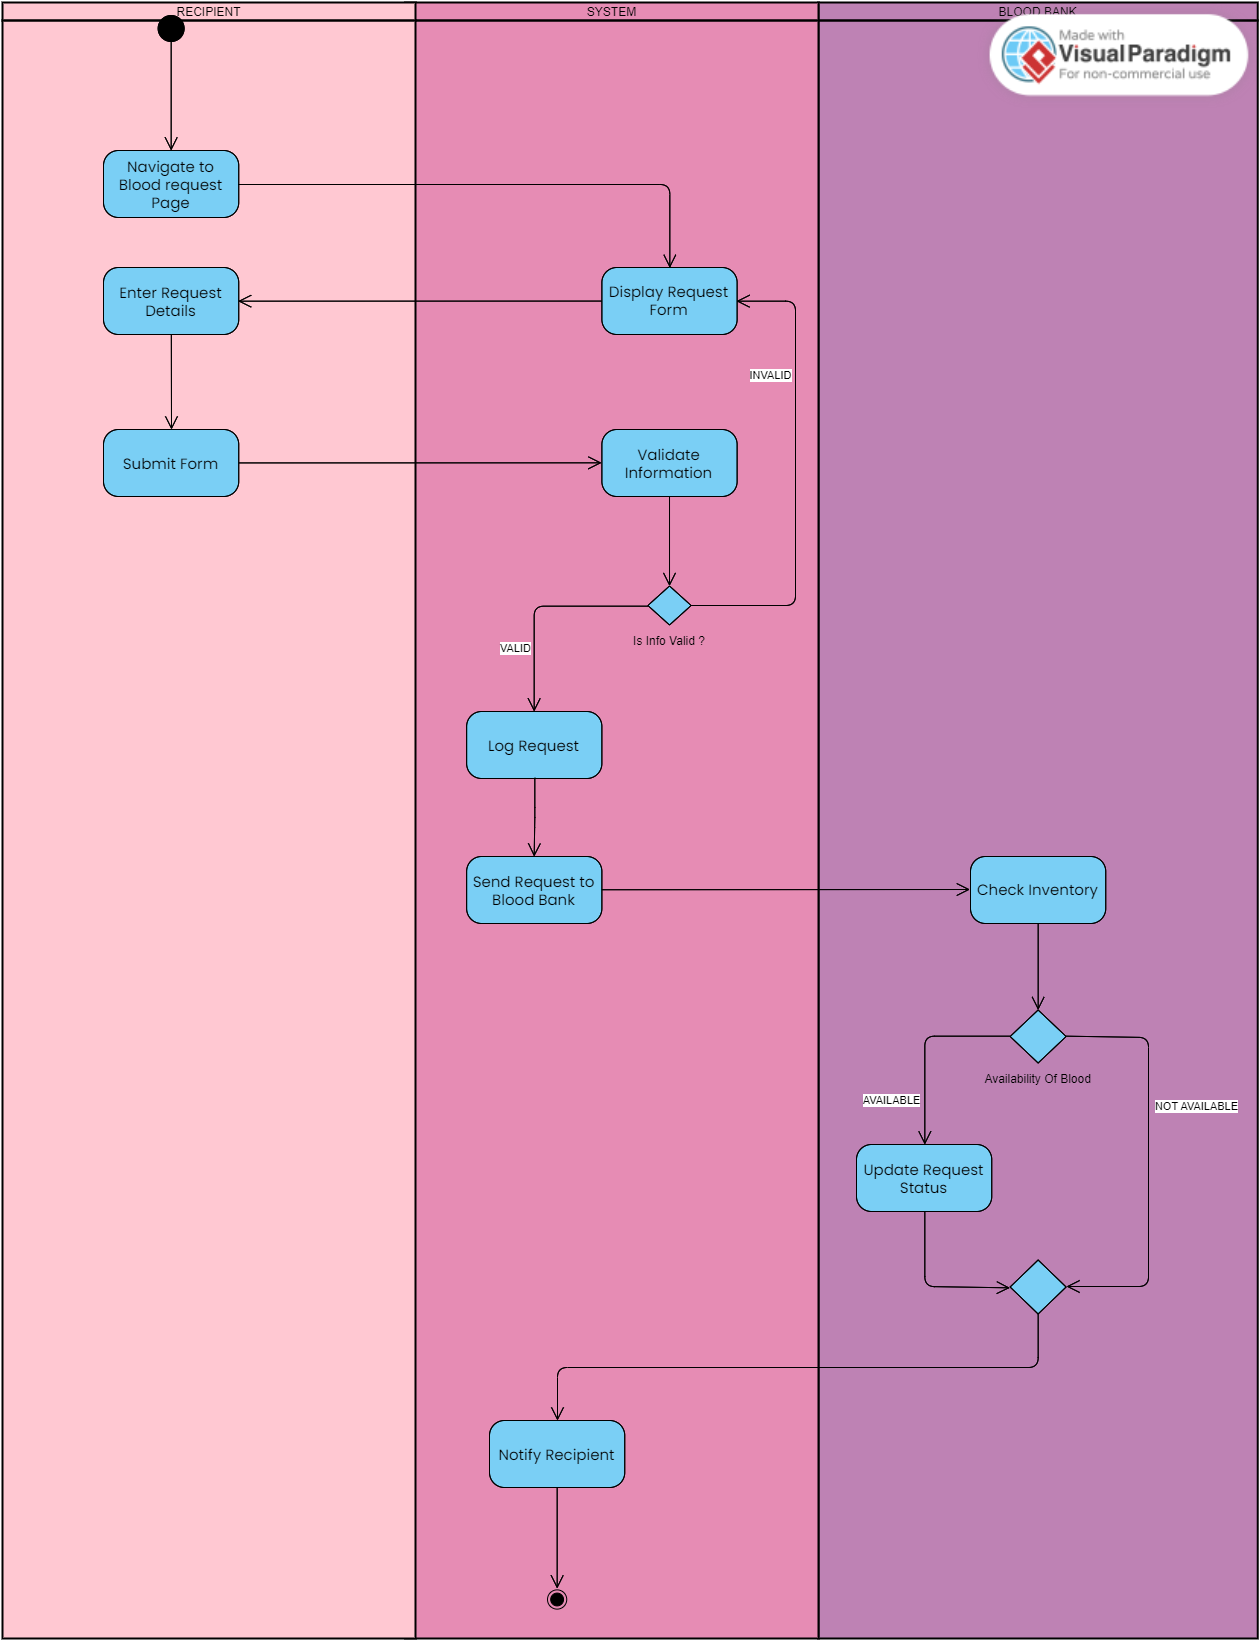 RECIPIENT
SYSTEM
BLOOD BANK
Made with
Visual Paradigm
For non-commercial use
Navigate to
Blood request
Page
Enter Request
Details
Display Request
Form
INVALID
Submit Form
Validate
Information
Is Info Valid ?
VALID
Log Request
Send Request to
Blood Bank
Check Inventory
Availability Of Blood
AVAILABLE
NOT AVAILABLE
Update Request
Status
Notify Recipient